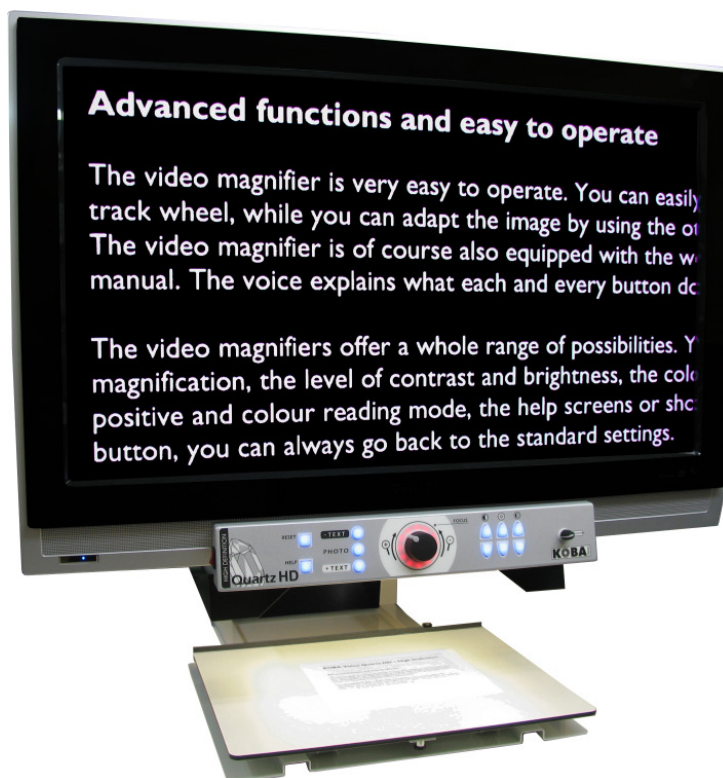 Advanced functions and easy to operate
The video magnifier is very easy to operate. You can easily
track wheel, while you can adapt the image by using the
The video magnifier is of course also equipped with the
manual. The voice explains what each and every button
The video magnifiers offer a whole range of possibilities.
magnification, the level of contrast and brightness, the
positive and colour reading mode, the help screens or
button, you can always go back to the standard settings.
HIGH DEFINITION
Quartz HD
RESET
HELP
-TEXT
PHOTO
+TEXT
FOCUS
KOBA